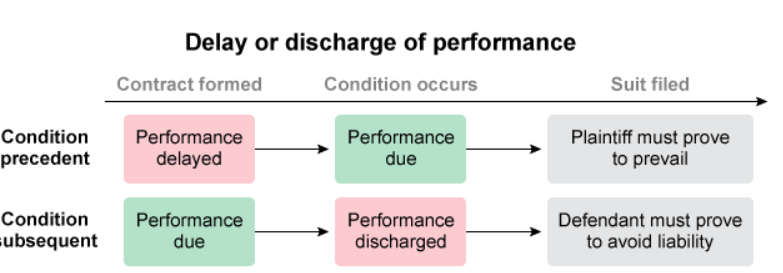 Delay or discharge of performance
Contract formed Condition occurs Suit filed
Condition
precedent
Performance
delayed
Performance
due
Plaintiff must prove
to prevail
Condition
subsequent
Performance
due
Performance
discharged
Defendant must prove
to avoid liability